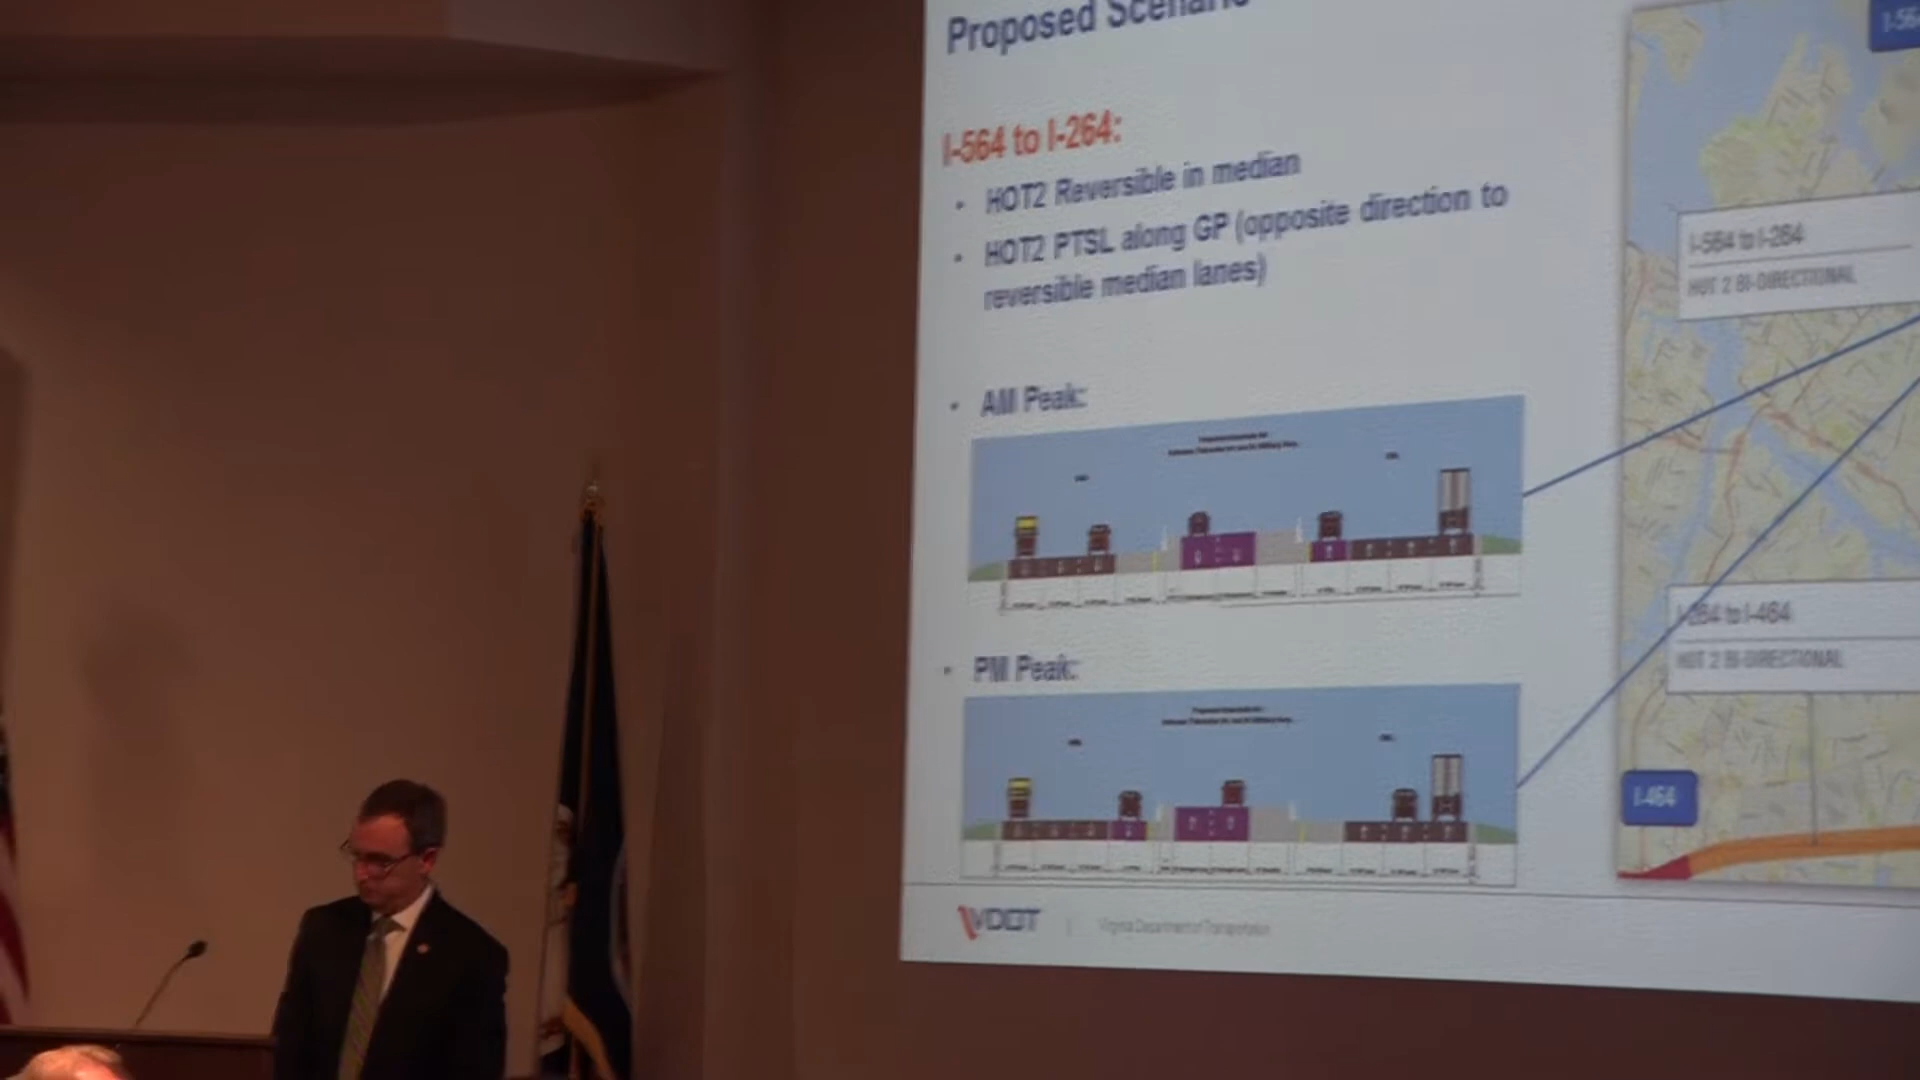 Proposed Scenario
I-564 to I-264:
• HOT2 Reversible in median
• HOT2 PTSL along GP (opposite direction to
reversible median lanes)
• AM Peak:
• PM Peak:
VDOT | Virginia Department of Transportation
I-56
I-564 to I-264
HOT 2 BI-DIRECTIONAL
I-264 to I-464
HOT 2 BI-DIRECTIONAL
I-464